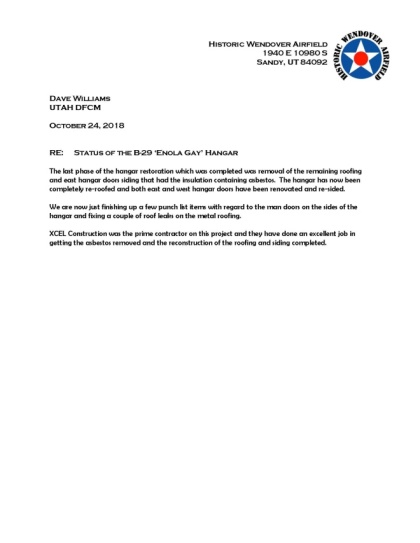 HISTORIC WENDOVER AIRFIELD
1940 E 10980 S
SANDY, UT 84092
HISTORIC WENDOVER AIRFIELD
DAVE WILLIAMS
UTAH DFCM
OCTOBER 24, 2018
RE: STATUS OF THE B-29 ‘ENOLA GAY’ HANGAR
The last phase of the hangar restoration which was completed was removal of the remaining roofing
and east hangar doors siding that had the insulation containing asbestos. The hangar has now been
completely re-roofed and both east and west hangar doors have been renovated and re-sided.
We are now just finishing up a few punch list items with regard to the man doors on the sides of the
hangar and fixing a couple of roof leaks on the metal roofing.
XCEL Construction was the prime contractor on this project and they have done an excellent job in
getting the asbestos removed and the reconstruction of the roofing and siding completed.